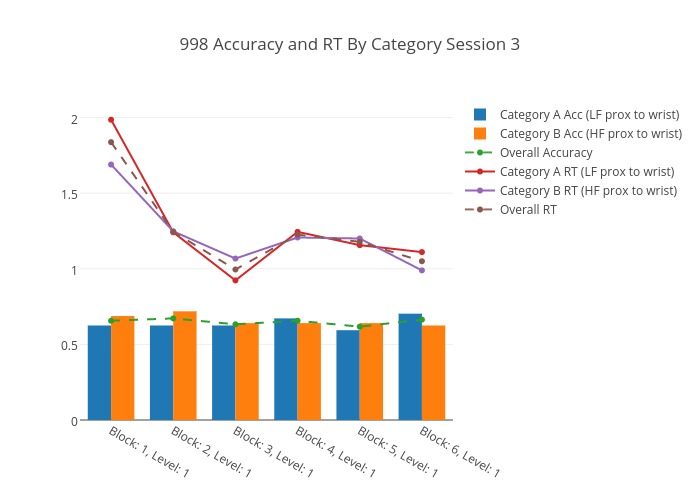 998 Accuracy and RT By Category Session 3
2
1.5
1
0.5
0
Category A Acc (LF prox to wrist)
Category B Acc (HF prox to wrist)
Overall Accuracy
Category A RT (LF prox to wrist)
Category B RT (HF prox to wrist)
Overall RT
Block: 1, Level: 1
Block: 2, Level: 1
Block: 3, Level: 1
Block: 4, Level: 1
Block: 5, Level: 1
Block: 6, Level: 1